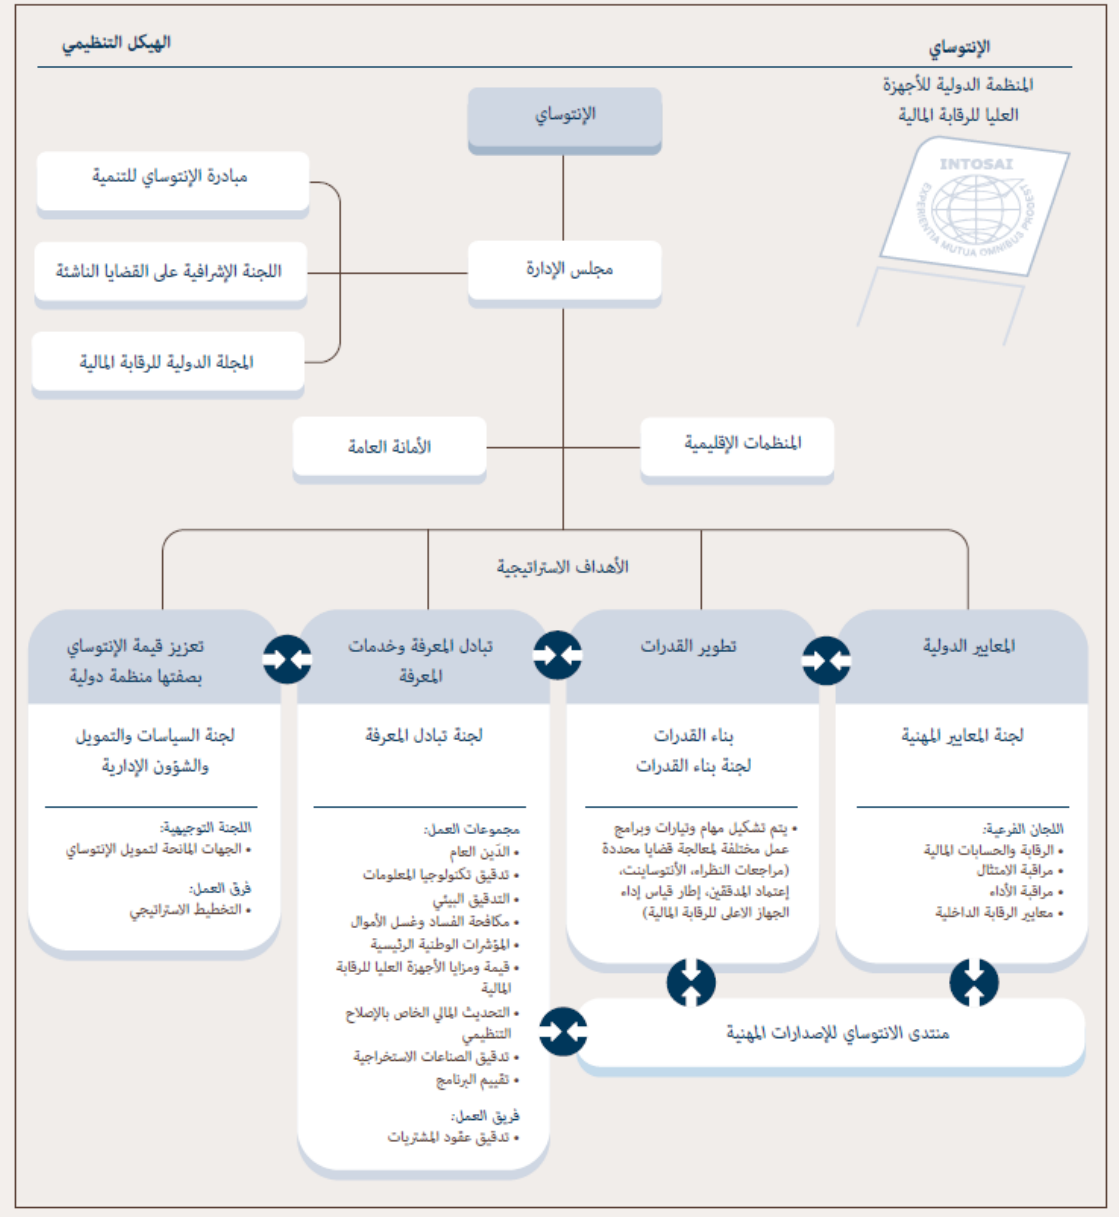 الإنتوساي
الهيكل التنظيمي
المنظمة الدولية للأجهزة
العليا للرقابة المالية
INTOSAI
EXPERIENTIA MUTUA OMNIBUS PRODEST
الإنتوساي
مبادرة الإنتوساي للتنمية
مجلس الإدارة
اللجنة الإشرافية على القضايا الناشئة
المجلة الدولية للرقابة المالية
المنظمات الإقليمية
الأمانة العامة
الأهداف الاستراتيجية
المعايير الدولية
لجنة المعايير المهنية
اللجان الفرعية:
• الرقابة والحسابات المالية
• مراقبة الامتثال
• مراقبة الأداء
• معايير الرقابة الداخلية
تطوير القدرات
بناء القدرات
لجنة بناء القدرات
• يتم تشكيل مهام وتيارات وبرامج
عمل مختلفة لمعالجة قضايا محددة
(مراجعات النظراء، الأنتوساينت،
إعتماد المدققين، إطار قياس إداء
الجهاز الاعلى للرقابة المالية)
تبادل المعرفة وخدمات
المعرفة
لجنة تبادل المعرفة
مجموعات العمل:
• الدَين العام
• تدقيق تكنولوجيا المعلومات
• التدقيق البيئي
• مكافحة الفساد وغسل الأموال
• المؤشرات الوطنية الرئيسية
• قيمة ومزايا الأجهزة العليا للرقابة
المالية
• التحديث المالي الخاص بالإصلاح
التنظيمي
• تدقيق الصناعات الاستخراجية
• تقييم البرنامج
فريق العمل:
• تدقيق عقود المشتريات
تعزيز قيمة الإنتوساي
بصفتها منظمة دولية
لجنة السياسات والتمويل
والشؤون الإدارية
اللجنة التوجيهية:
• الجهات المانحة لتمويل الإنتوساي
فرق العمل:
• التخطيط الاستراتيجي
منتدى الانتوساي للإصدارات المهنية